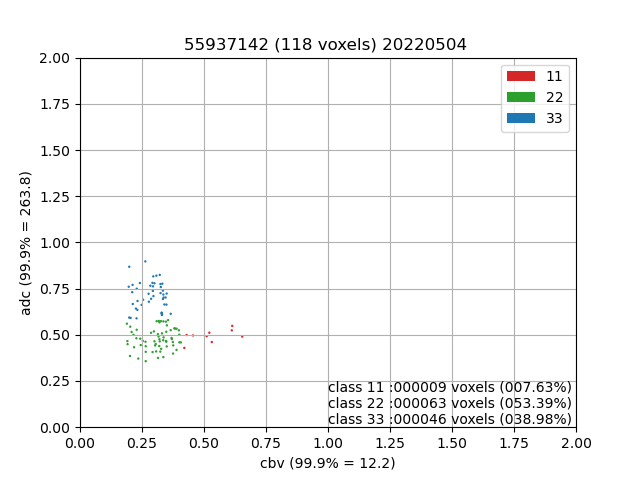 55937142 (118 voxels) 20220504
2.00
1.75
1.50
1.25
1.00
0.75
0.50
0.25
0.00
adc (99.9% = 263.8)
11
22
33
class 11 :000009 voxels (007.63%)
class 22 :000063 voxels (053.39%)
class 33 :000046 voxels (038.98%)
0.00 0.25 0.50 0.75 1.00 1.25 1.50 1.75 2.00
cbv (99.9% = 12.2)